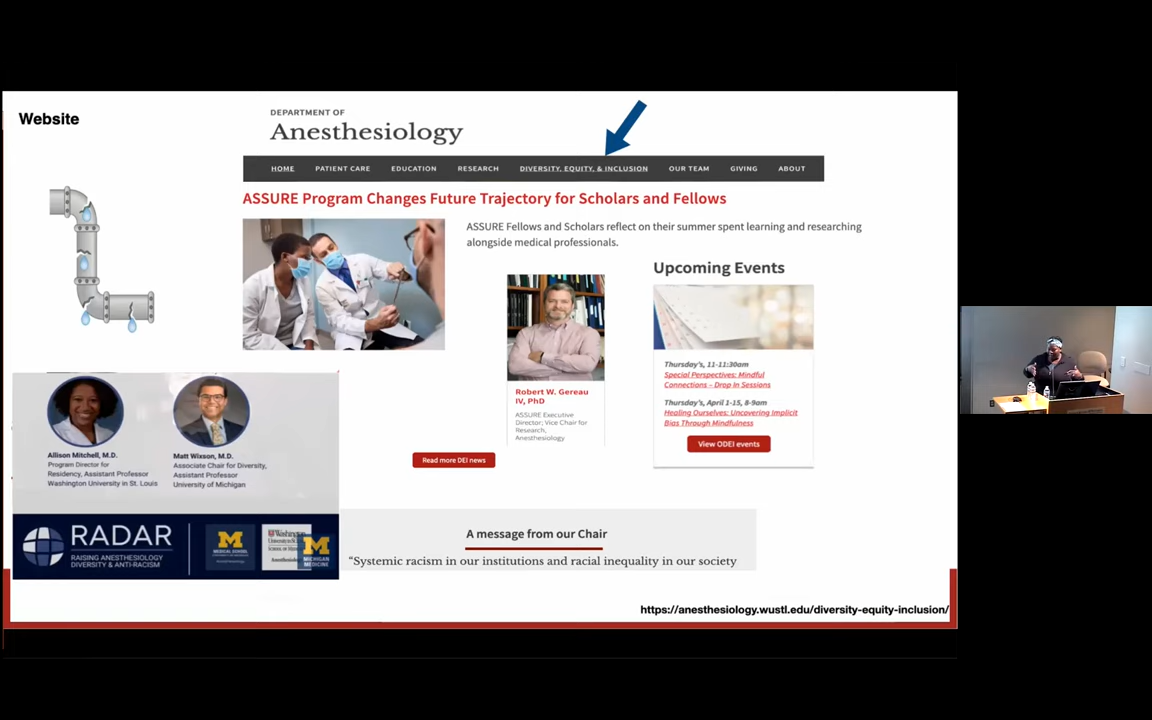 Website
DEPARTMENT OF
Anesthesiology
HOME PATIENT CARE EDUCATION RESEARCH DIVERSITY, EQUITY, & INCLUSION OUR TEAM GIVING ABOUT
ASSURE Program Changes Future Trajectory for Scholars and Fellows
ASSURE Fellows and Scholars reflect on their summer spent learning and researching
alongside medical professionals.
Robert W. Gereau
IV, PhD
ASSURE Executive
Director; Vice Chair for
Research,
Anesthesiology
Read more DEI news
Upcoming Events
Thursday's, 11-11:30am
Special Perspectives: Mindful
Connections – Drop In Sessions
Thursday's, April 1-15, 8-9am
Healing Ourselves: Uncovering Implicit
Bias Through Mindfulness
View ODEI events
Allison Mitchell, M.D.
Program Director for
Residency, Assistant Professor
Washington University in St. Louis
Matt Wixson, M.D.
Associate Chair for Diversity,
Assistant Professor
University of Michigan
RADAR
RAISING ANESTHESIOLOGY
DIVERSITY & ANTI-RACISM
M
MEDICAL SCHOOL
Washington
M
MICHIGAN
MEDICINE
A message from our Chair
“Systemic racism in our institutions and racial inequality in our society
https://anesthesiology.wustl.edu/diversity-equity-inclusion/